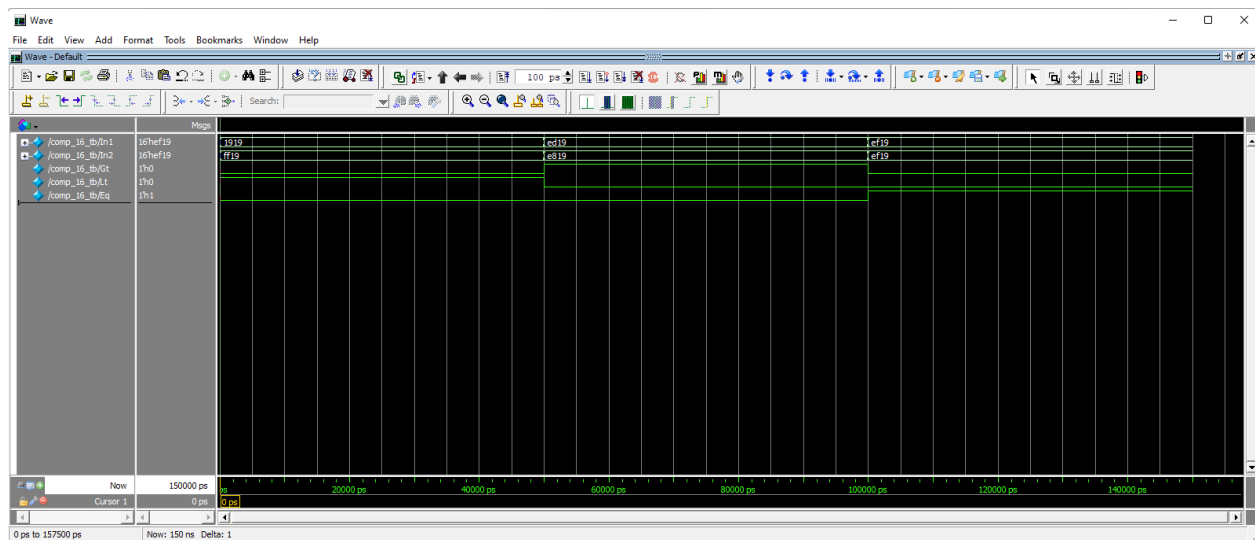 Wave
File Edit View Add Format Tools Bookmarks Window Help
Wave - Default
100 ps
Search:
Msgs
/comp_16_tb/In1 16'hef19 1919 ed19 ef19
/comp_16_tb/In2 16'hef19 ff19 e819 ef19
/comp_16_tb/Gt 1'h0
/comp_16_tb/Lt 1'h0
/comp_16_tb/Eq 1'h1
Now 150000 ps ps 20000 ps 40000 ps 60000 ps 80000 ps 100000 ps 120000 ps 140000 ps
Cursor 1 0 ps 0 ps
0 ps to 157500 ps Now: 150 ns Delta: 1